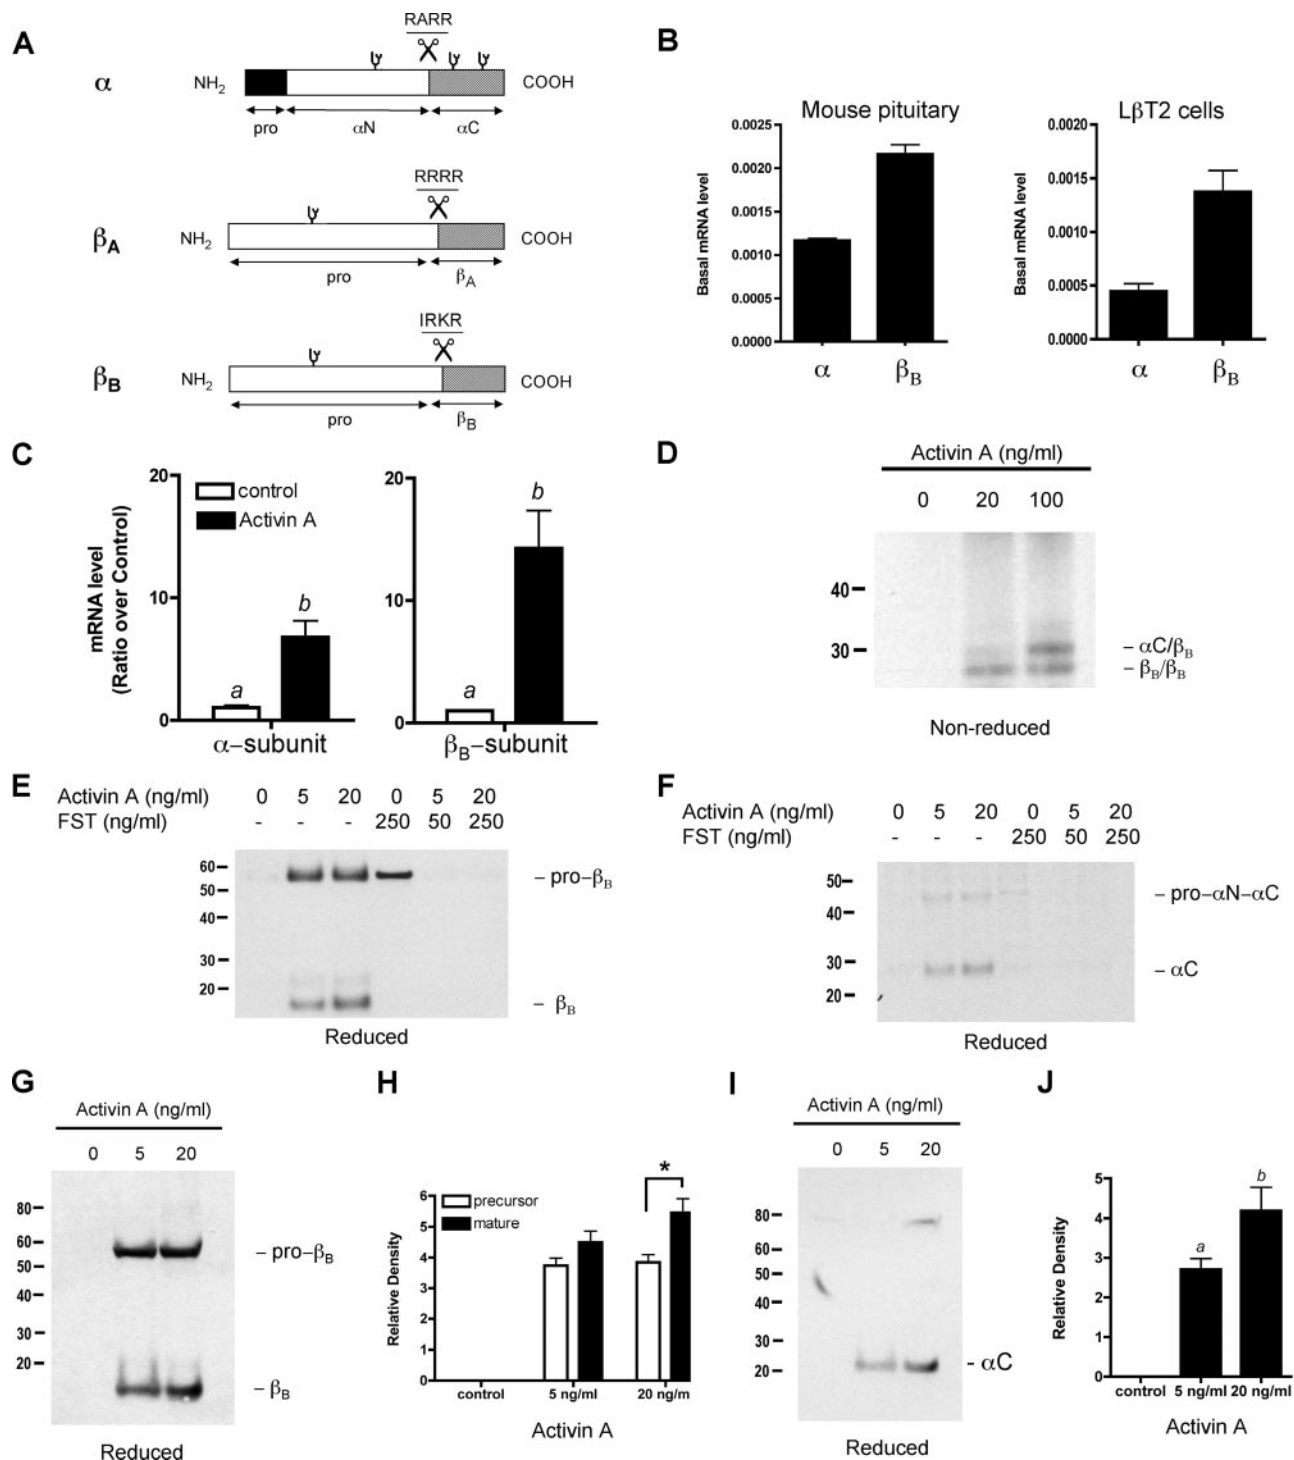 A
RARR
α
NH2
COOH
pro
αN
αC
RRRR
βA
NH2
COOH
pro
βA
IRKR
βB
NH2
COOH
pro
βB
B
Mouse pituitary
Basal mRNA level
0.0025
0.0020
0.0015
0.0010
0.0005
0.0000
α
βB
LβT2 cells
Basal mRNA level
0.0020
0.0015
0.0010
0.0005
0.0000
α
βB
C
mRNA level
(Ratio over Control)
20
10
0
control
Activin A
a
b
α–subunit
20
10
0
a
b
βB–subunit
D
Activin A (ng/ml)
0 20 100
40
30
– αC/βB
– βB/βB
Non-reduced
E
Activin A (ng/ml) 0 5 20 0 5 20
FST (ng/ml) - - - 250 50 250
60
50
40
30
20
– pro–βB
– βB
Reduced
F
Activin A (ng/ml) 0 5 20 0 5 20
FST (ng/ml) - - - 250 50 250
50
40
30
20
– pro–αN–αC
– αC
Reduced
G
Activin A (ng/ml)
0 5 20
80
60
50
40
30
20
– pro–βB
– βB
Reduced
H
Relative Density
6
5
4
3
2
1
0
precursor
mature
*
control 5 ng/ml 20 ng/m
Activin A
I
Activin A (ng/ml)
0 5 20
80
60
50
40
30
20
- αC
Reduced
J
Relative Density
5
4
3
2
1
0
a
b
control 5 ng/ml 20 ng/ml
Activin A